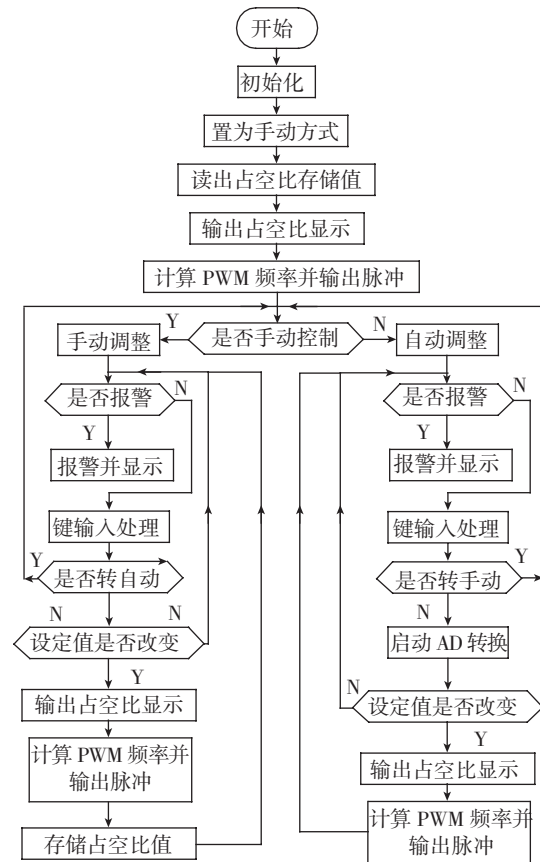 开始
初始化
置为手动方式
读出占空比存储值
输出占空比显示
计算 PWM 频率并输出脉冲
是否手动控制
Y
N
手动调整
是否报警
N
Y
报警并显示
键输入处理
Y
是否转自动
N
N
设定值是否改变
Y
输出占空比显示
计算 PWM 频率并
输出脉冲
存储占空比值
自动调整
是否报警
N
Y
报警并显示
键输入处理
Y
是否转手动
N
启动 AD 转换
N
设定值是否改变
Y
输出占空比显示
计算 PWM 频率并
输出脉冲